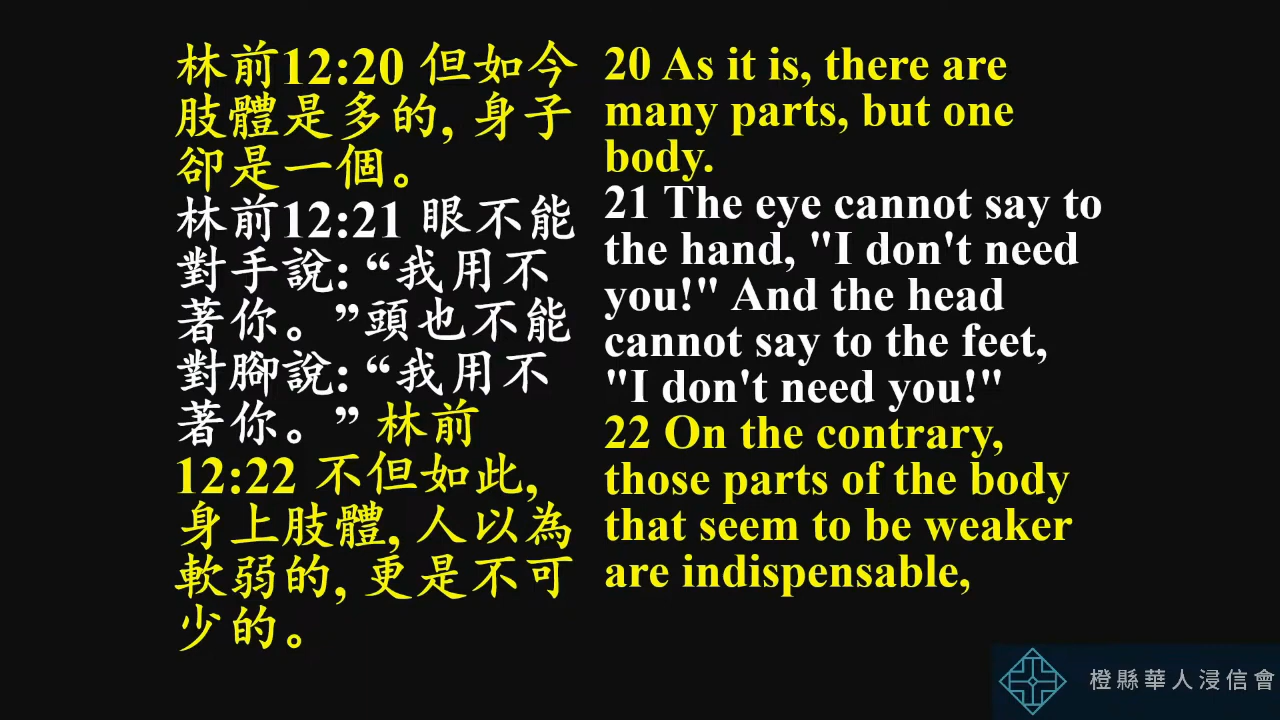 林前12:20 但如今
肢體是多的, 身子
卻是一個。
林前12:21 眼不能
對手說: “我用不
著你。”頭也不能
對腳說: “我用不
著你。” 林前
12:22 不但如此,
身上肢體, 人以為
軟弱的, 更是不可
少的。
20 As it is, there are
many parts, but one
body.
21 The eye cannot say to
the hand, "I don't need
you!" And the head
cannot say to the feet,
"I don't need you!"
22 On the contrary,
those parts of the body
that seem to be weaker
are indispensable,
橙縣華人浸信會